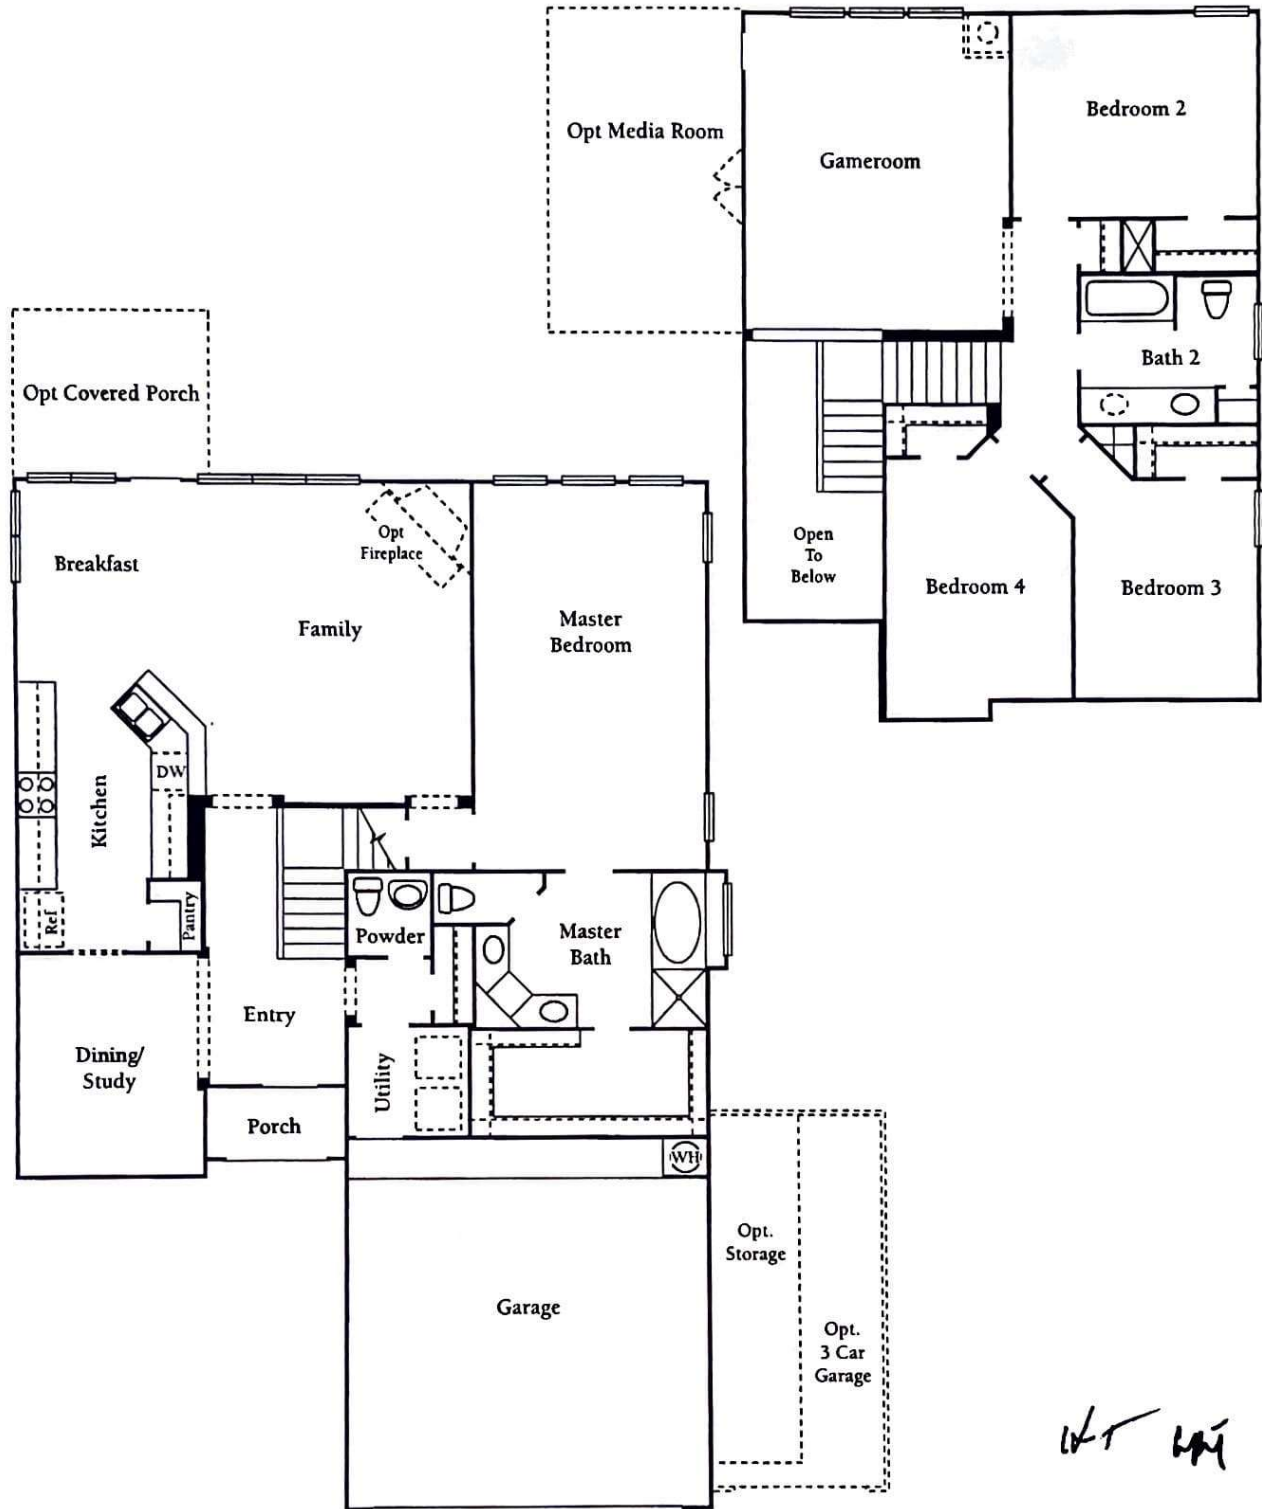 Opt Media Room
Gameroom
Bedroom 2
Bath 2
Open
To
Below
Bedroom 4
Bedroom 3
Opt Covered Porch
Breakfast
Opt
Fireplace
Family
Master
Bedroom
Kitchen
DW
Ref
Pantry
Powder
Master
Bath
Entry
Dining/
Study
Utility
Porch
WH
Garage
Opt.
Storage
Opt.
3 Car
Garage